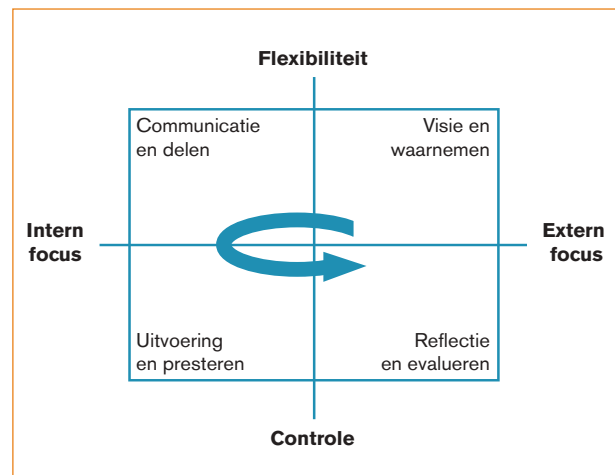 Flexibiliteit
Communicatie
en delen
Visie en
waarnemen
Intern
focus
Extern
focus
Uitvoering
en presteren
Reflectie
en evalueren
Controle